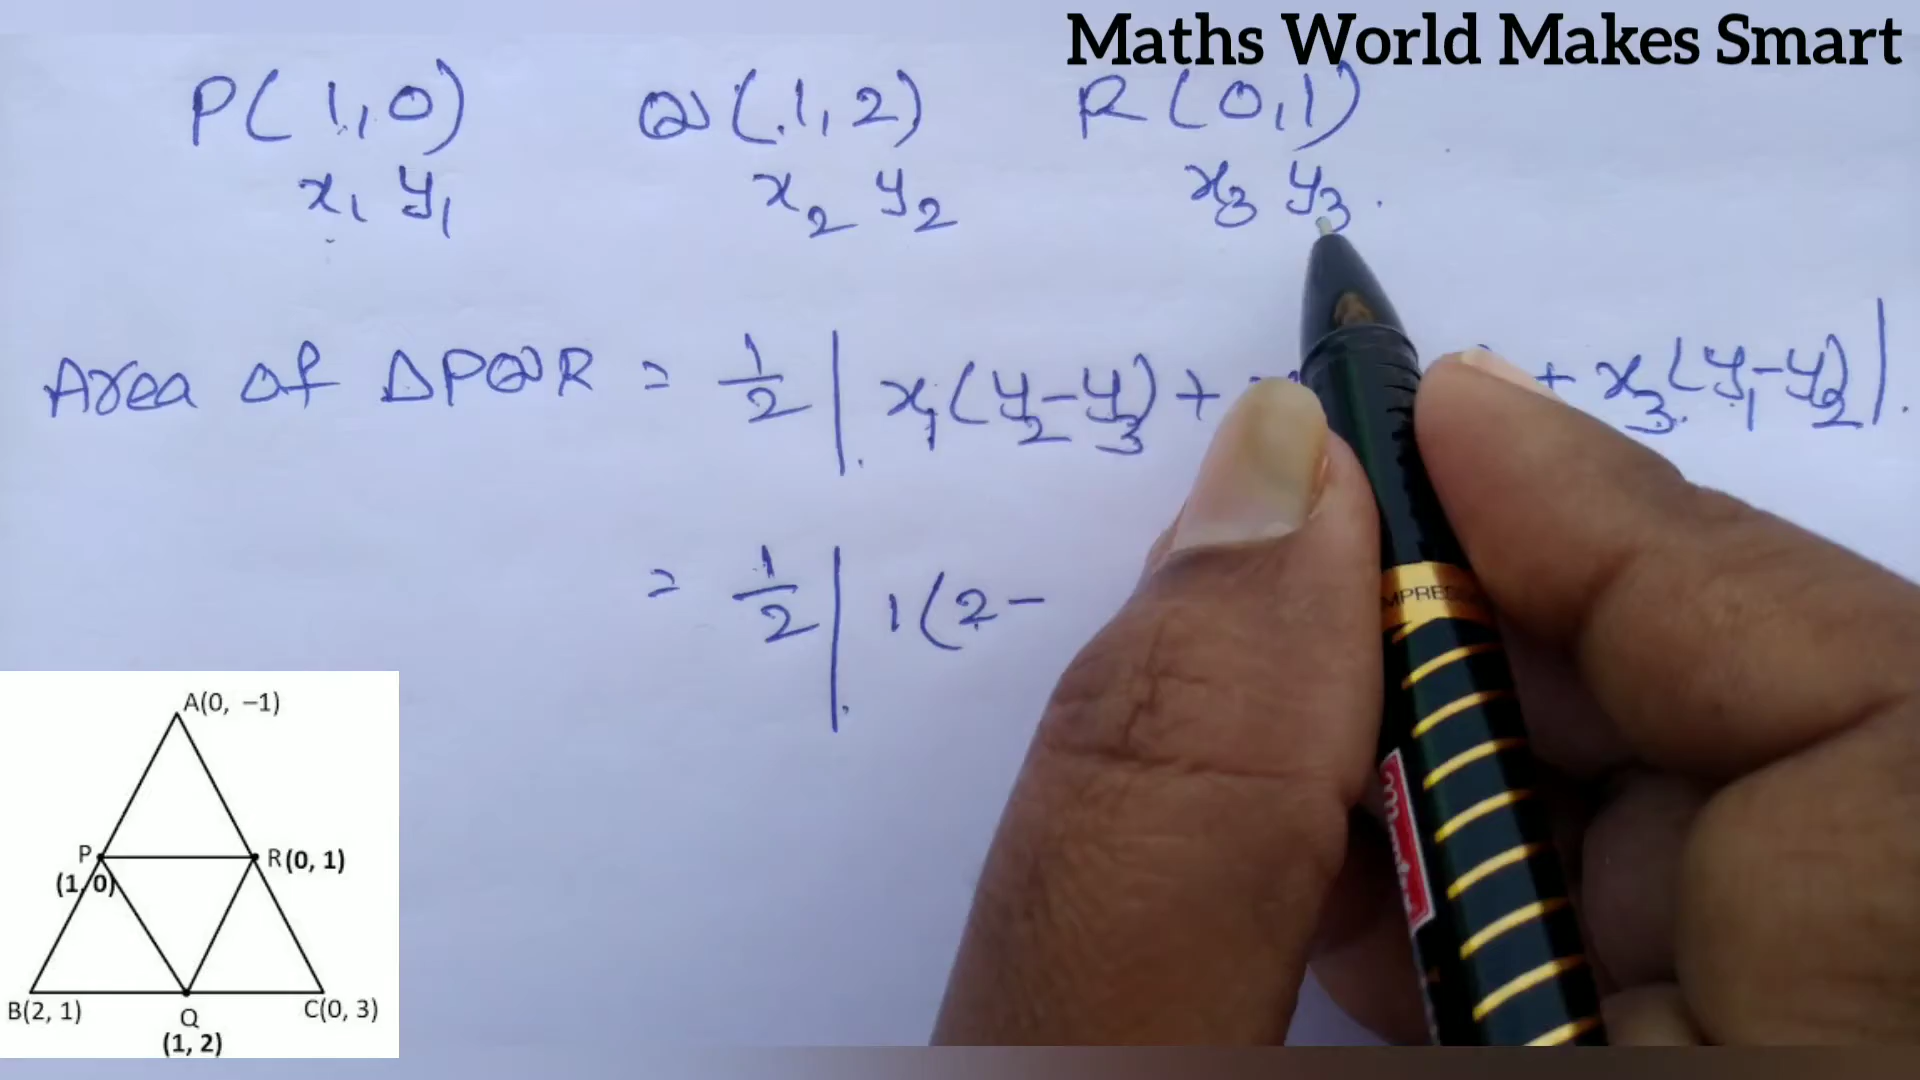 Maths World Makes Smart
P(1,0) Q(1,2) R(0,1)
x₁ y₁ x₂ y₂ x₃ y₃
Area of ΔPQR = 1/2 | x₁(y₂-y₃)+ + x₃(y₁-y₂)|
= 1/2 | 1(2-
A(0, –1)
P
(1, 0)
R(0, 1)
B(2, 1)
Q
(1, 2)
C(0, 3)